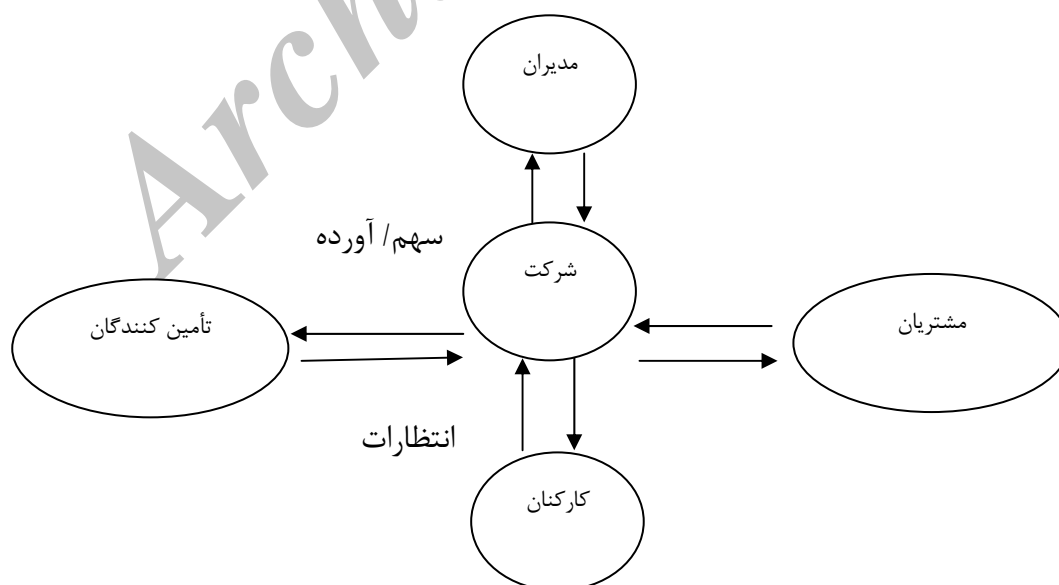 مدیران
سهم/ آورده
شرکت
مشتریان
تأمین کنندگان
انتظارات
کارکنان